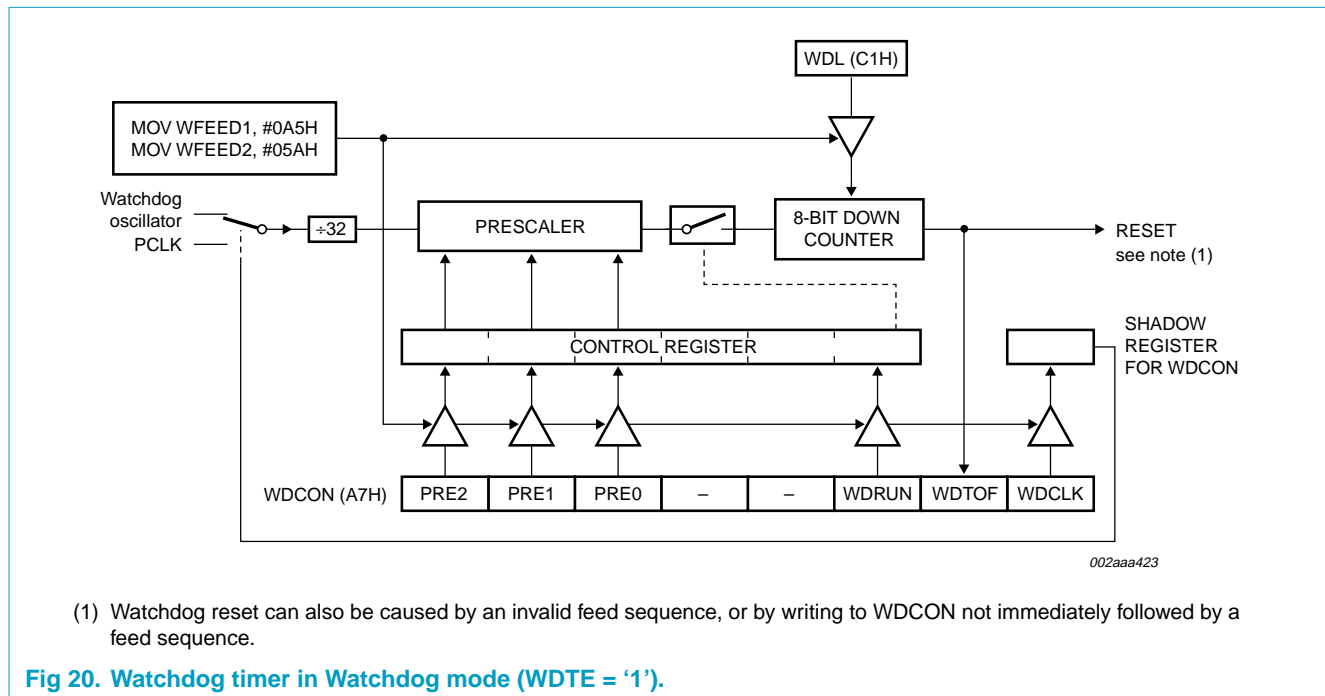 WDL (C1H)
MOV WFEED1, #0A5H
MOV WFEED2, #05AH
Watchdog
oscillator
PCLK
÷32
PRESCALER
8-BIT DOWN
COUNTER
RESET
see note (1)
SHADOW
REGISTER
FOR WDCON
CONTROL REGISTER
WDCON (A7H)
PRE2
PRE1
PRE0
–
–
WDRUN
WDTOF
WDCLK
002aaa423
(1) Watchdog reset can also be caused by an invalid feed sequence, or by writing to WDCON not immediately followed by a
feed sequence.
Fig 20. Watchdog timer in Watchdog mode (WDTE = ‘1’).